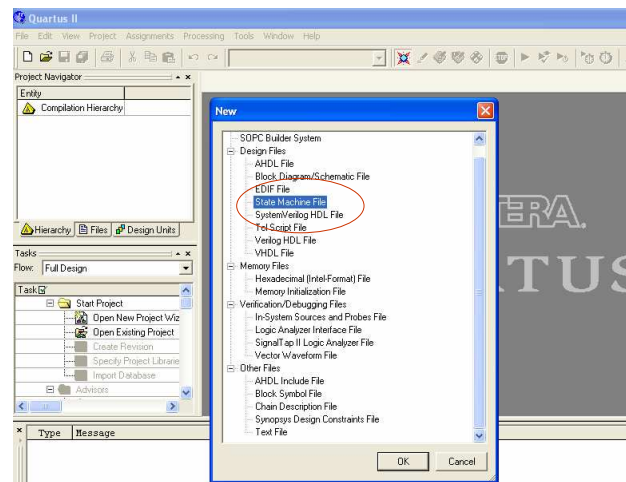 Quartus II
File Edit View Project Assignments Processing Tools Window Help
Project Navigator
Entity
Compilation Hierarchy
Hierarchy Files Design Units
Tasks
Flow: Full Design
Task
Start Project
Open New Project Wiz
Open Existing Project
Create Revision
Specify Project Librarie
Import Database
Advisors
New
SOPC Builder System
Design Files
AHDL File
Block Diagram/Schematic File
EDIF File
State Machine File
SystemVerilog HDL File
Tcl Script File
Verilog HDL File
VHDL File
Memory Files
Hexadecimal (Intel-Format) File
Memory Initialization File
Verification/Debugging Files
In-System Sources and Probes File
Logic Analyzer Interface File
SignalTap II Logic Analyzer File
Vector Waveform File
Other Files
AHDL Include File
Block Symbol File
Chain Description File
Synopsys Design Constraints File
Text File
OK Cancel
TERA.
TUS
Type Message